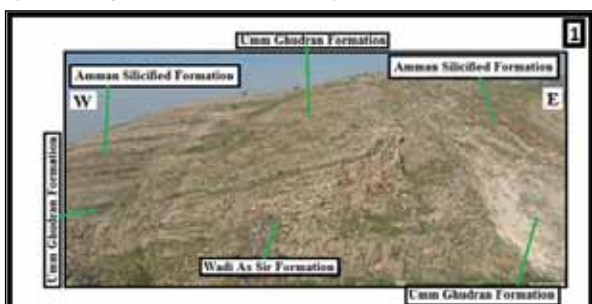 1
Umm Ghudran Formation
Amman Silicified Formation
Amman Silicified Formation
W
E
Umm Ghudran Formation
Wadi As Sir Formation
Umm Ghudran Formation